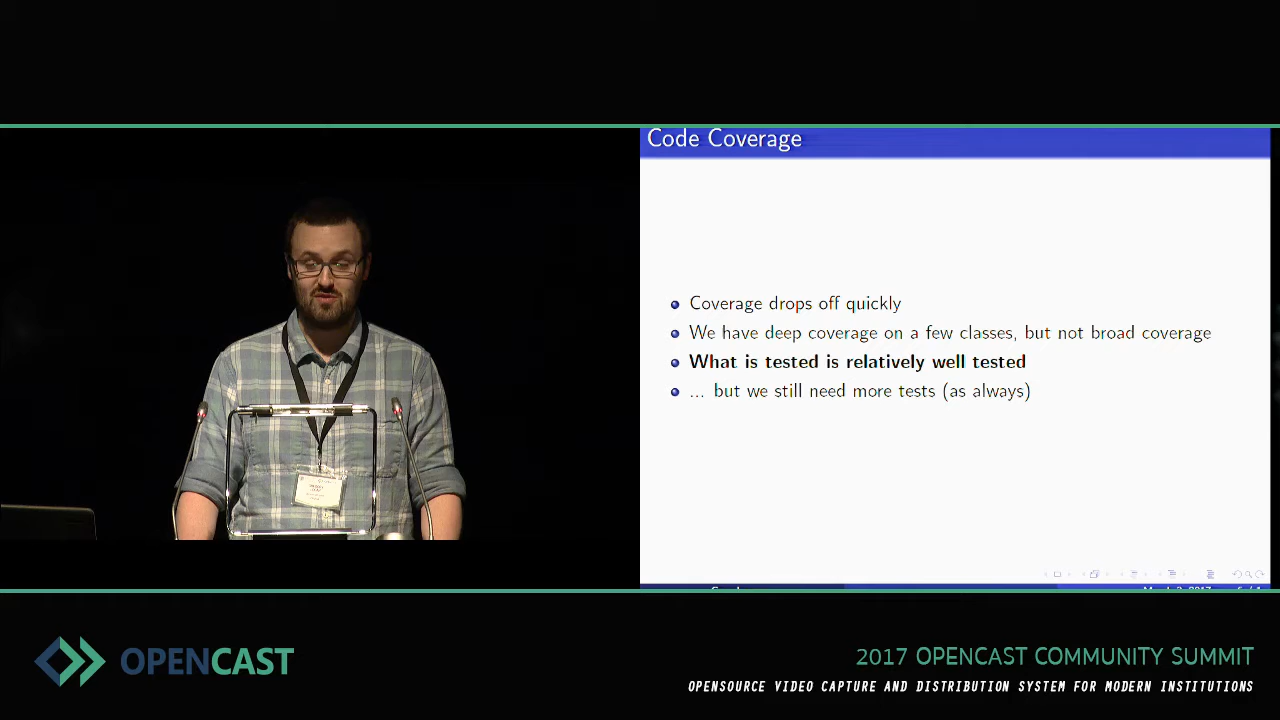 Code Coverage
Coverage drops off quickly
We have deep coverage on a few classes, but not broad coverage
What is tested is relatively well tested
... but we still need more tests (as always)
OPENCAST
2017 OPENCAST COMMUNITY SUMMIT
OPENSOURCE VIDEO CAPTURE AND DISTRIBUTION SYSTEM FOR MODERN INSTITUTIONS